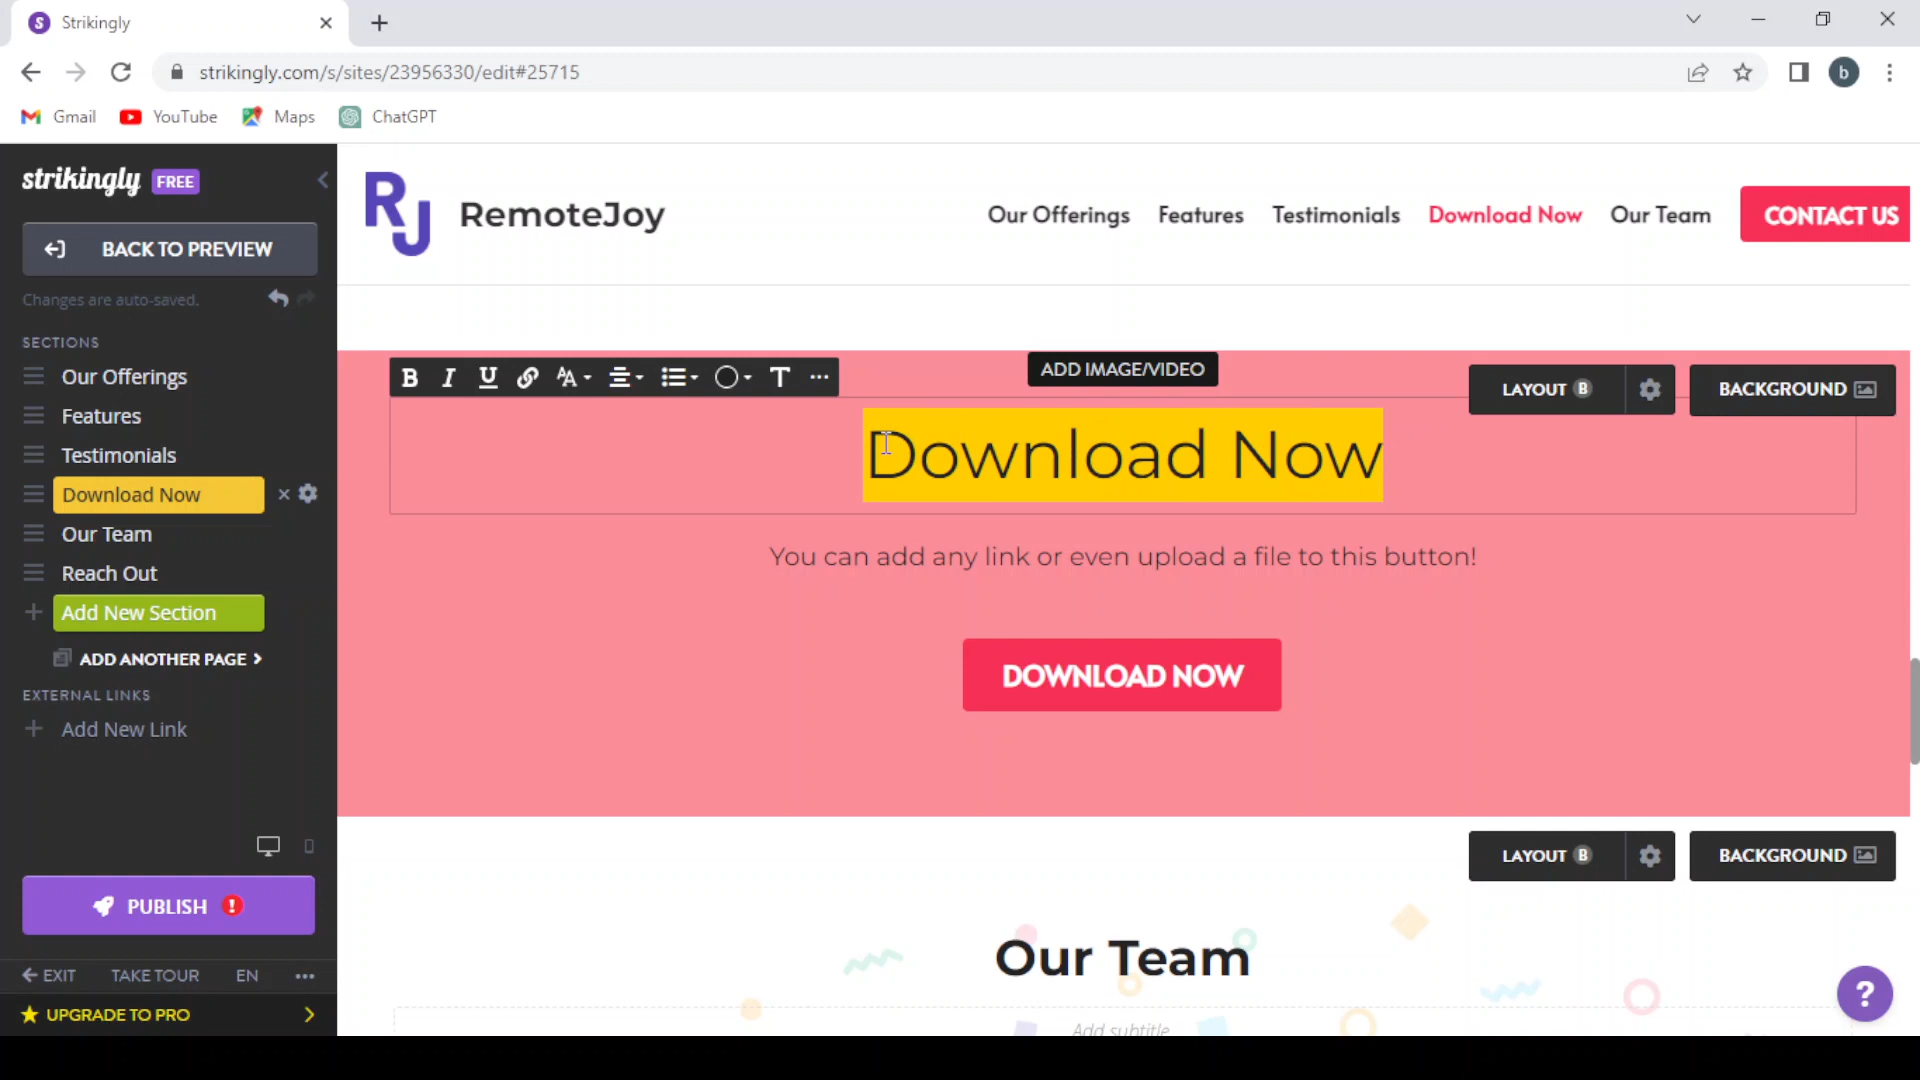 Strikingly
strikingly.com/s/sites/23956330/edit#25715
b
Gmail
YouTube
Maps
ChatGPT
strikingly FREE
BACK TO PREVIEW
Changes are auto-saved.
SECTIONS
Our Offerings
Features
Testimonials
Download Now
Our Team
Reach Out
Add New Section
ADD ANOTHER PAGE
EXTERNAL LINKS
Add New Link
PUBLISH !
EXIT TAKE TOUR EN ...
UPGRADE TO PRO
RJ RemoteJoy
Our Offerings Features Testimonials Download Now Our Team CONTACT US
B I U AA T ...
ADD IMAGE/VIDEO
LAYOUT B
BACKGROUND
Download Now
You can add any link or even upload a file to this button!
DOWNLOAD NOW
LAYOUT B
BACKGROUND
Our Team
Add subtitle
?